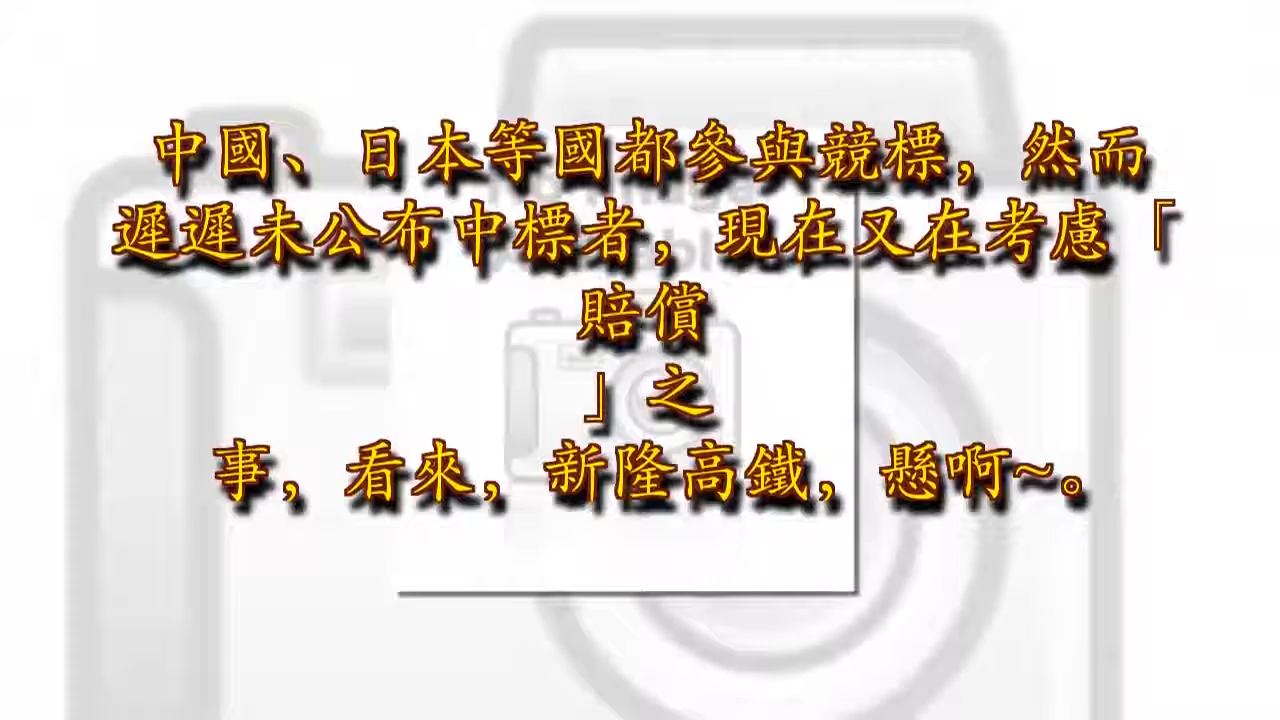 中國、日本等國都參與競標，然而
遲遲未公布中標者，現在又在考慮「
賠償
」之
事，看來，新隆高鐵，懸啊~。